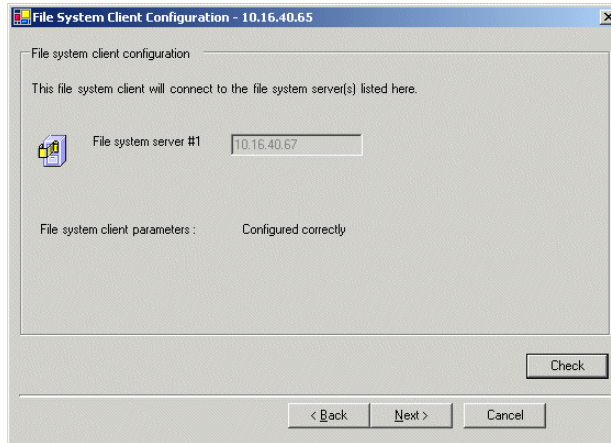 File System Client Configuration - 10.16.40.65
File system client configuration
This file system client will connect to the file system server(s) listed here.
File system server #1 10.16.40.67
File system client parameters : Configured correctly
Check
< Back Next > Cancel